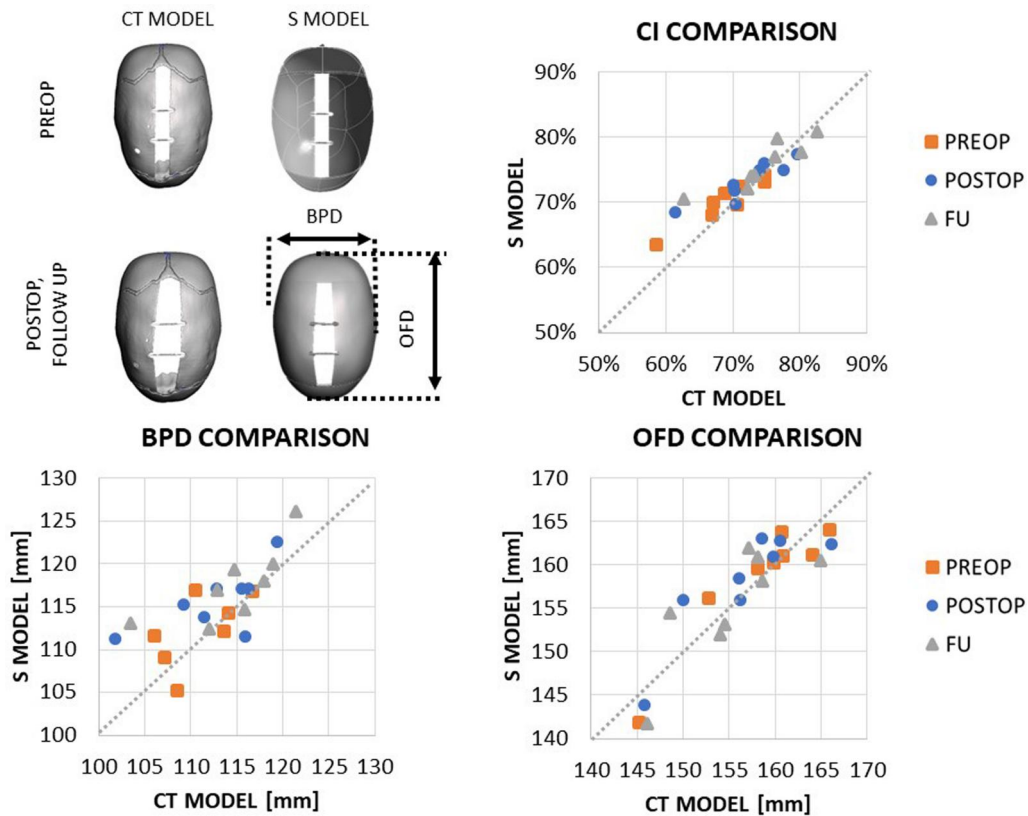 CT MODEL
S MODEL
PREOP
BPD
POSTOP,
FOLLOW UP
OFD
CI COMPARISON
90%
80%
70%
60%
50%
S MODEL
50%
60%
70%
80%
90%
CT MODEL
PREOP
POSTOP
FU
BPD COMPARISON
130
125
120
115
110
105
100
S MODEL [mm]
100 105 110 115 120 125 130
CT MODEL [mm]
OFD COMPARISON
170
165
160
155
150
145
140
S MODEL [mm]
140 145 150 155 160 165 170
CT MODEL [mm]
PREOP
POSTOP
FU